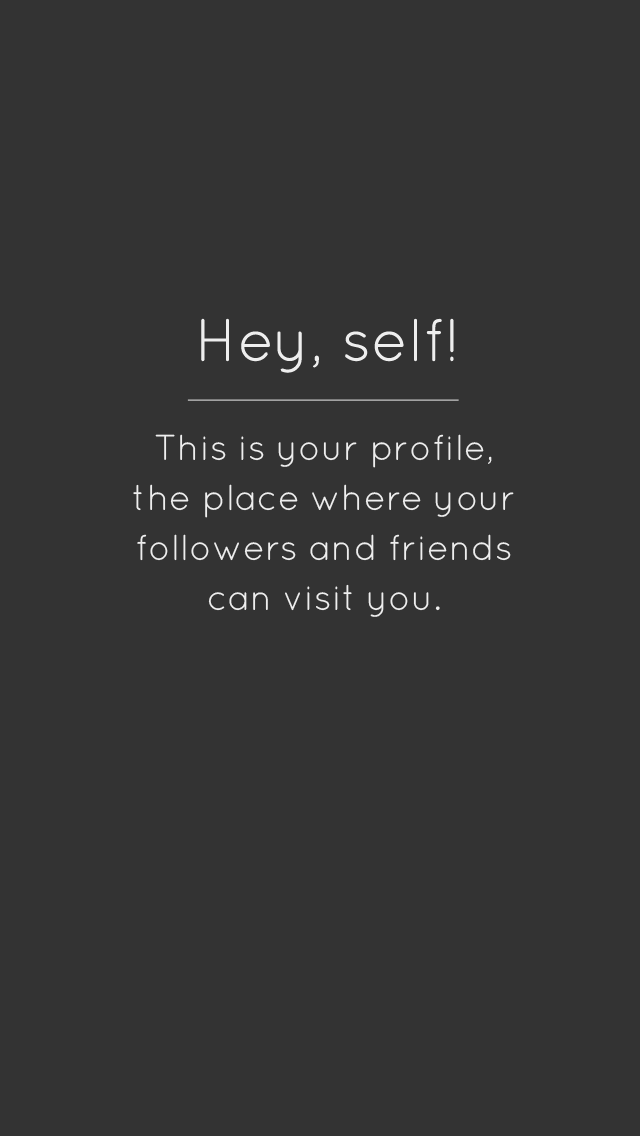 Hey, self!
This is your profile,
the place where your
followers and friends
can visit you.